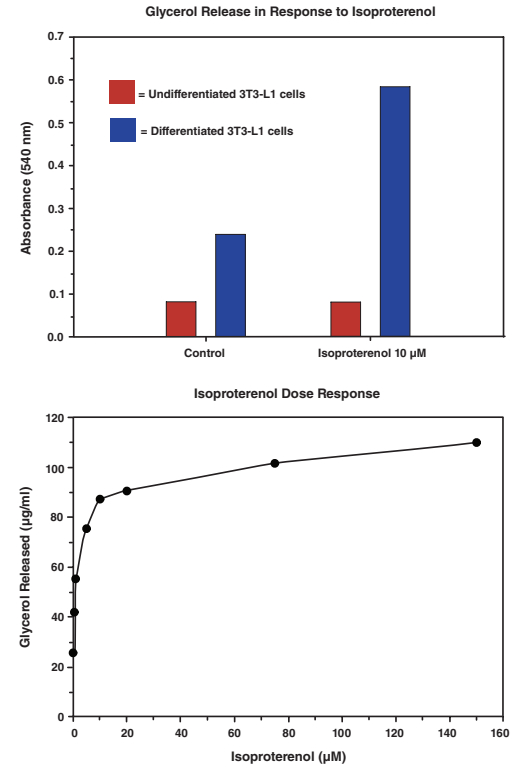 Glycerol Release in Response to Isoproterenol
0.7
0.6
0.5
0.4
0.3
0.2
0.1
0.0
Absorbance (540 nm)
= Undifferentiated 3T3-L1 cells
= Differentiated 3T3-L1 cells
Control
Isoproterenol 10 µM
Isoproterenol Dose Response
120
100
80
60
40
20
0
Glycerol Released (µg/ml)
0 20 40 60 80 100 120 140 160
Isoproterenol (µM)